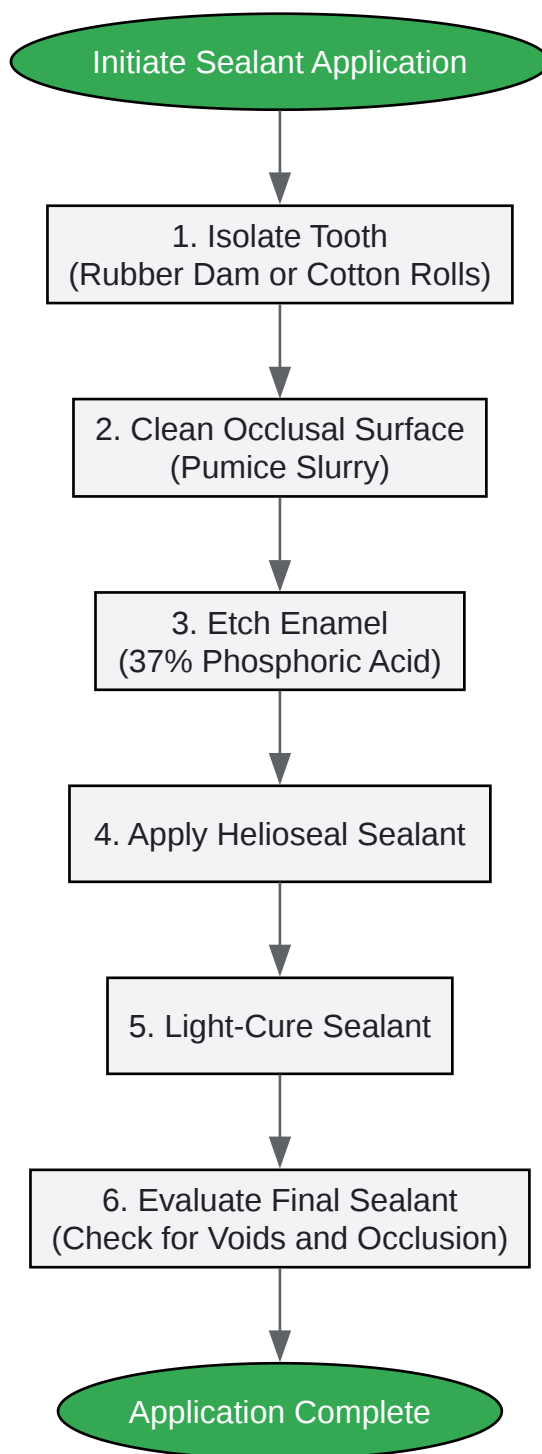 Initiate Sealant Application
1. Isolate Tooth
(Rubber Dam or Cotton Rolls)
2. Clean Occlusal Surface
(Pumice Slurry)
3. Etch Enamel
(37% Phosphoric Acid)
4. Apply Helioseal Sealant
5. Light-Cure Sealant
6. Evaluate Final Sealant
(Check for Voids and Occlusion)
Application Complete